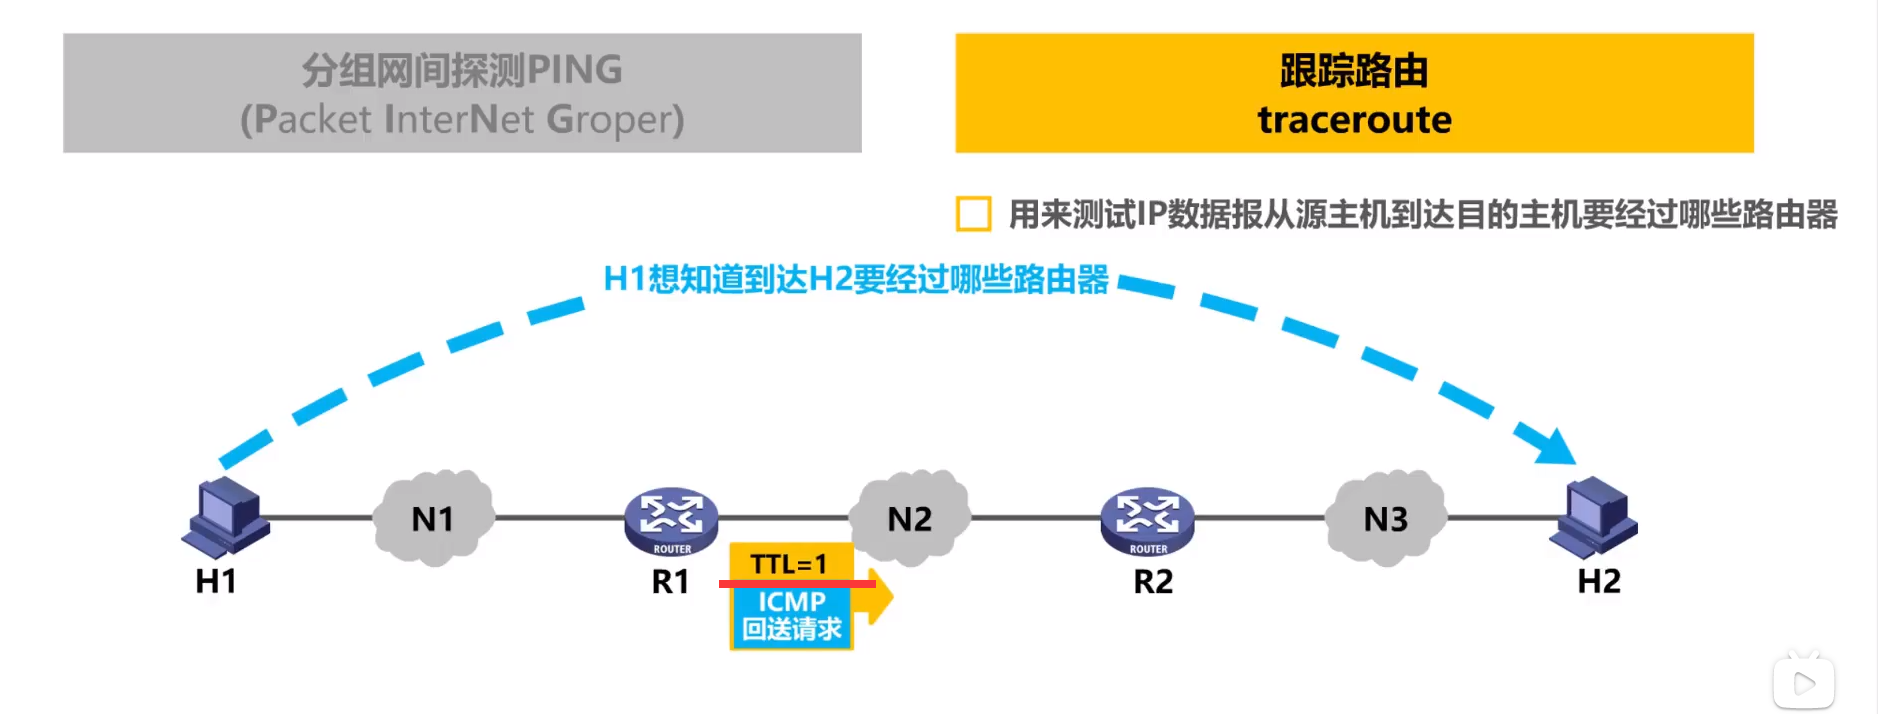 分组网间探测PING
(Packet InterNet Groper)
跟踪路由
traceroute
用来测试IP数据报从源主机到达目的主机要经过哪些路由器
H1想知道到达H2要经过哪些路由器
N1
N2
N3
ROUTER
ROUTER
H1
R1
R2
H2
TTL=1
ICMP
回送请求